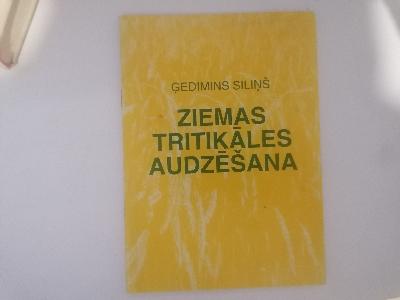 ĢEDIMINS SILIŅŠ
ZIEMAS
TRITIKĀLES
AUDZĒŠANA